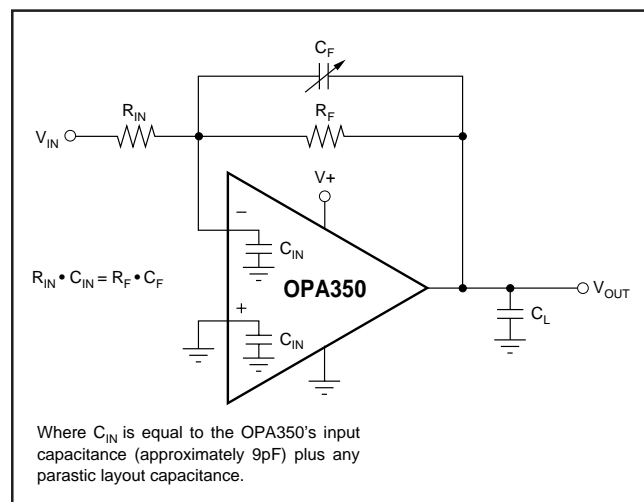 C_F
R_IN
R_F
V_IN
V+
–
C_IN
R_IN • C_IN = R_F • C_F
OPA350
+
C_IN
V_OUT
C_L
Where C_IN is equal to the OPA350's input
capacitance (approximately 9pF) plus any
parastic layout capacitance.